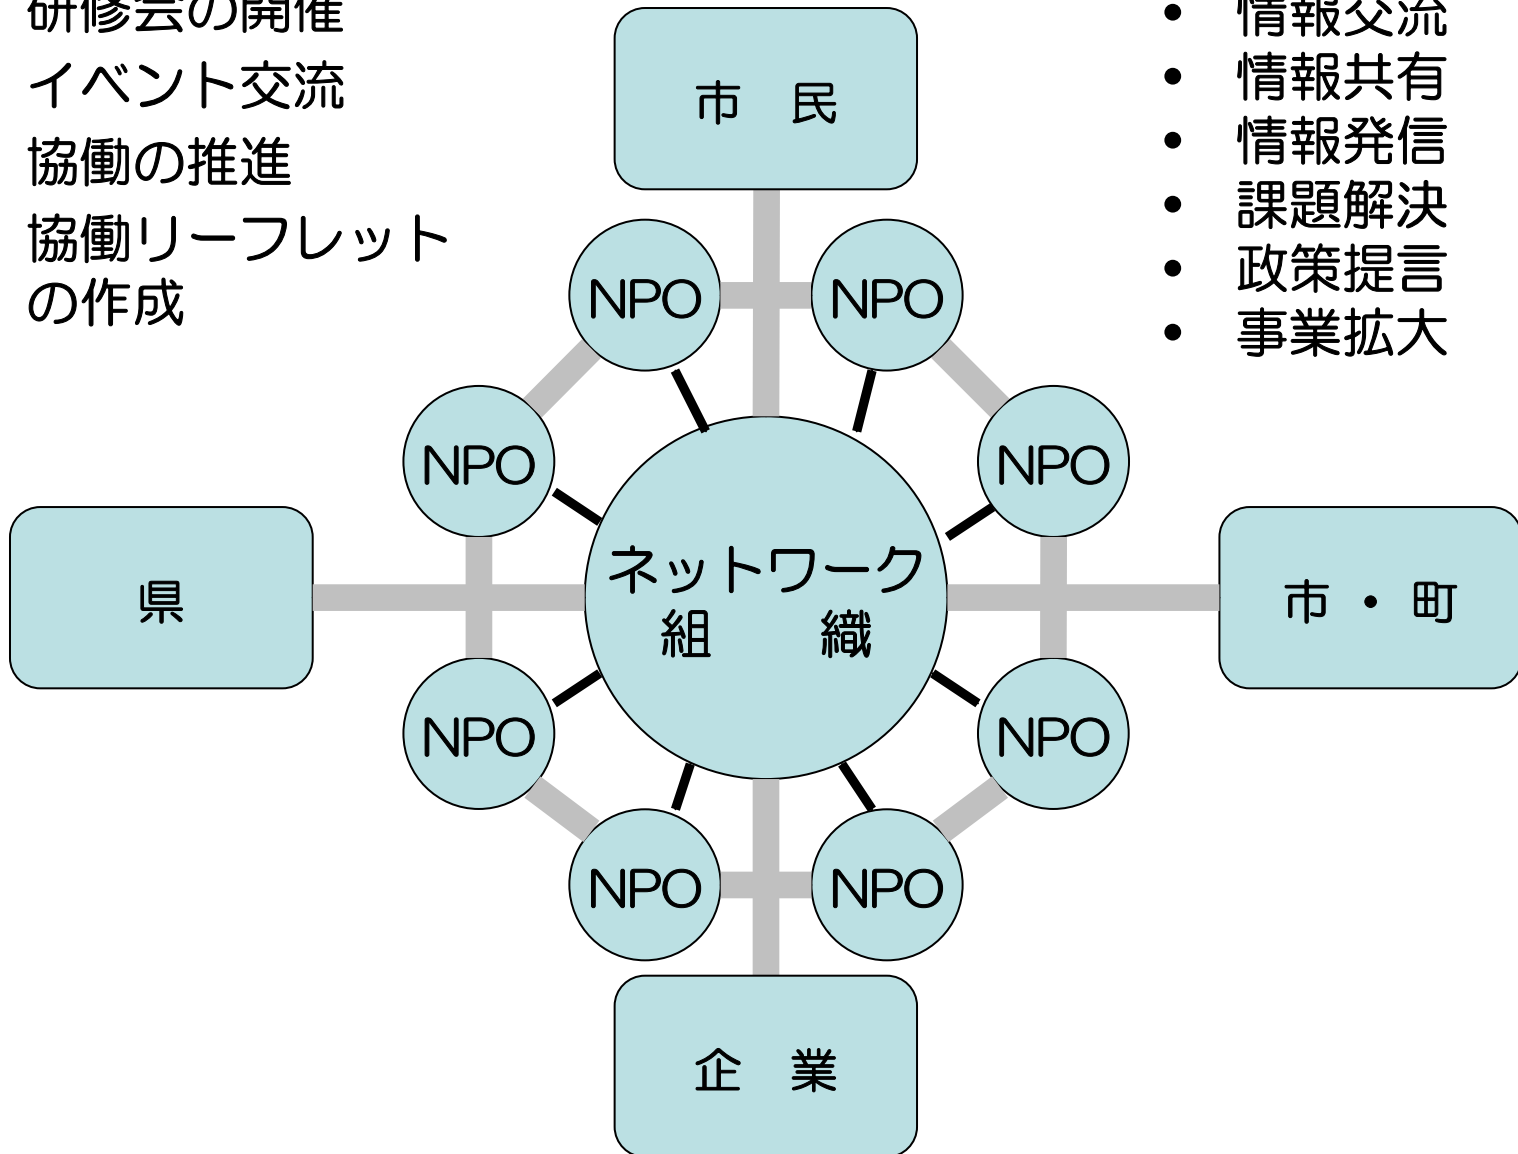 研修会の開催
イベント交流
協働の推進
協働リーフレット
の作成
• 情報交流
• 情報共有
• 情報発信
• 課題解決
• 政策提言
• 事業拡大
市　民
NPO
NPO
NPO
NPO
ネットワーク
組　　織
県
市・町
NPO
NPO
NPO
NPO
企　業